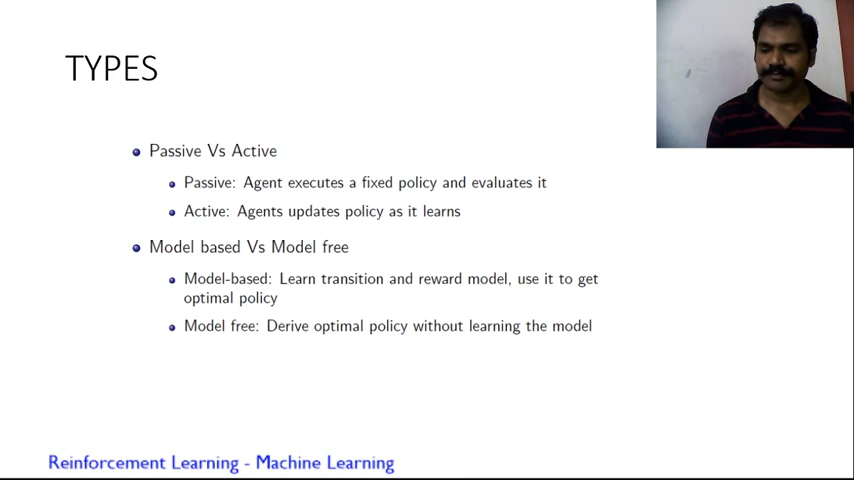 TYPES
Passive Vs Active
Passive: Agent executes a fixed policy and evaluates it
Active: Agents updates policy as it learns
Model based Vs Model free
Model-based: Learn transition and reward model, use it to get
optimal policy
Model free: Derive optimal policy without learning the model
Reinforcement Learning - Machine Learning